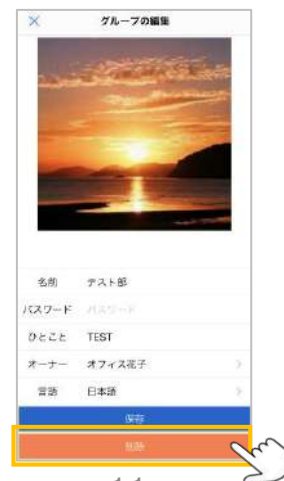 ×
グループの編集
名前 テスト部
パスワード パスワード
ひとこと TEST
オーナー オフィス花子
言語 日本語
保存
削除